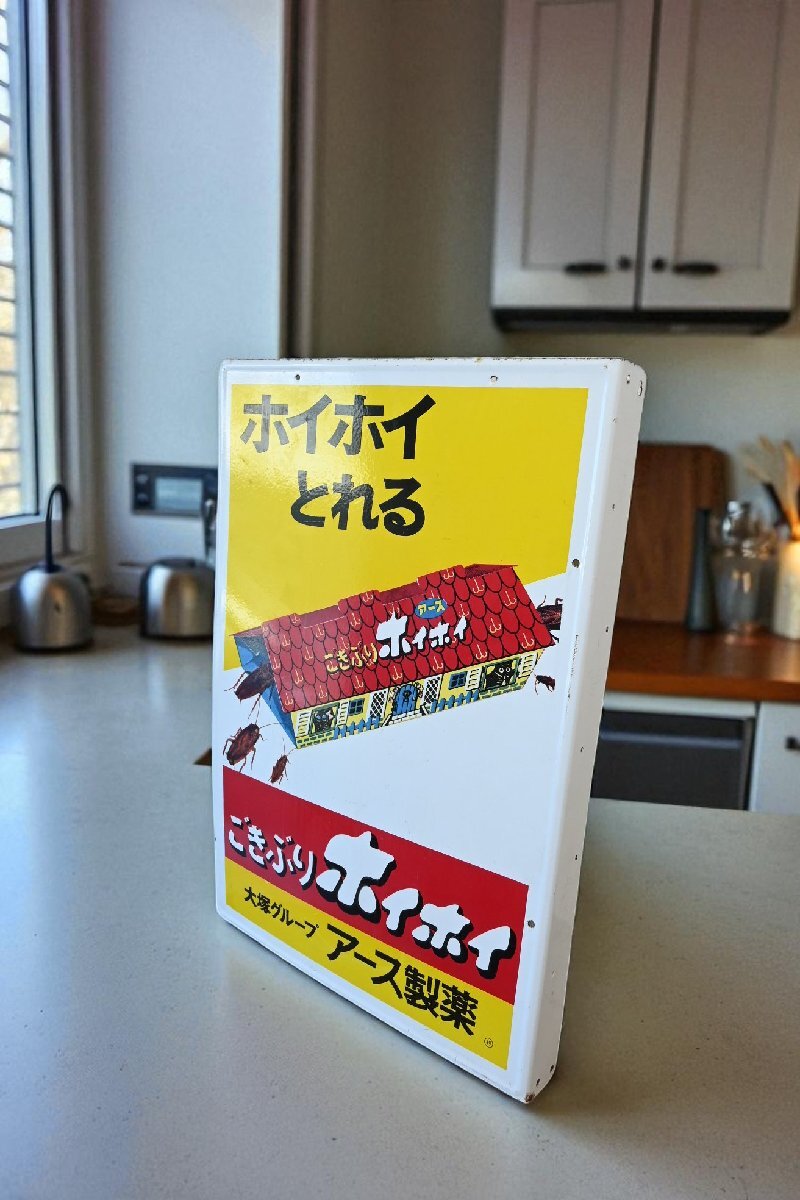 ホイホイ
とれる
アース
ごきぶり ホイホイ
ごきぶり ホイホイ
大塚グループ アース製薬